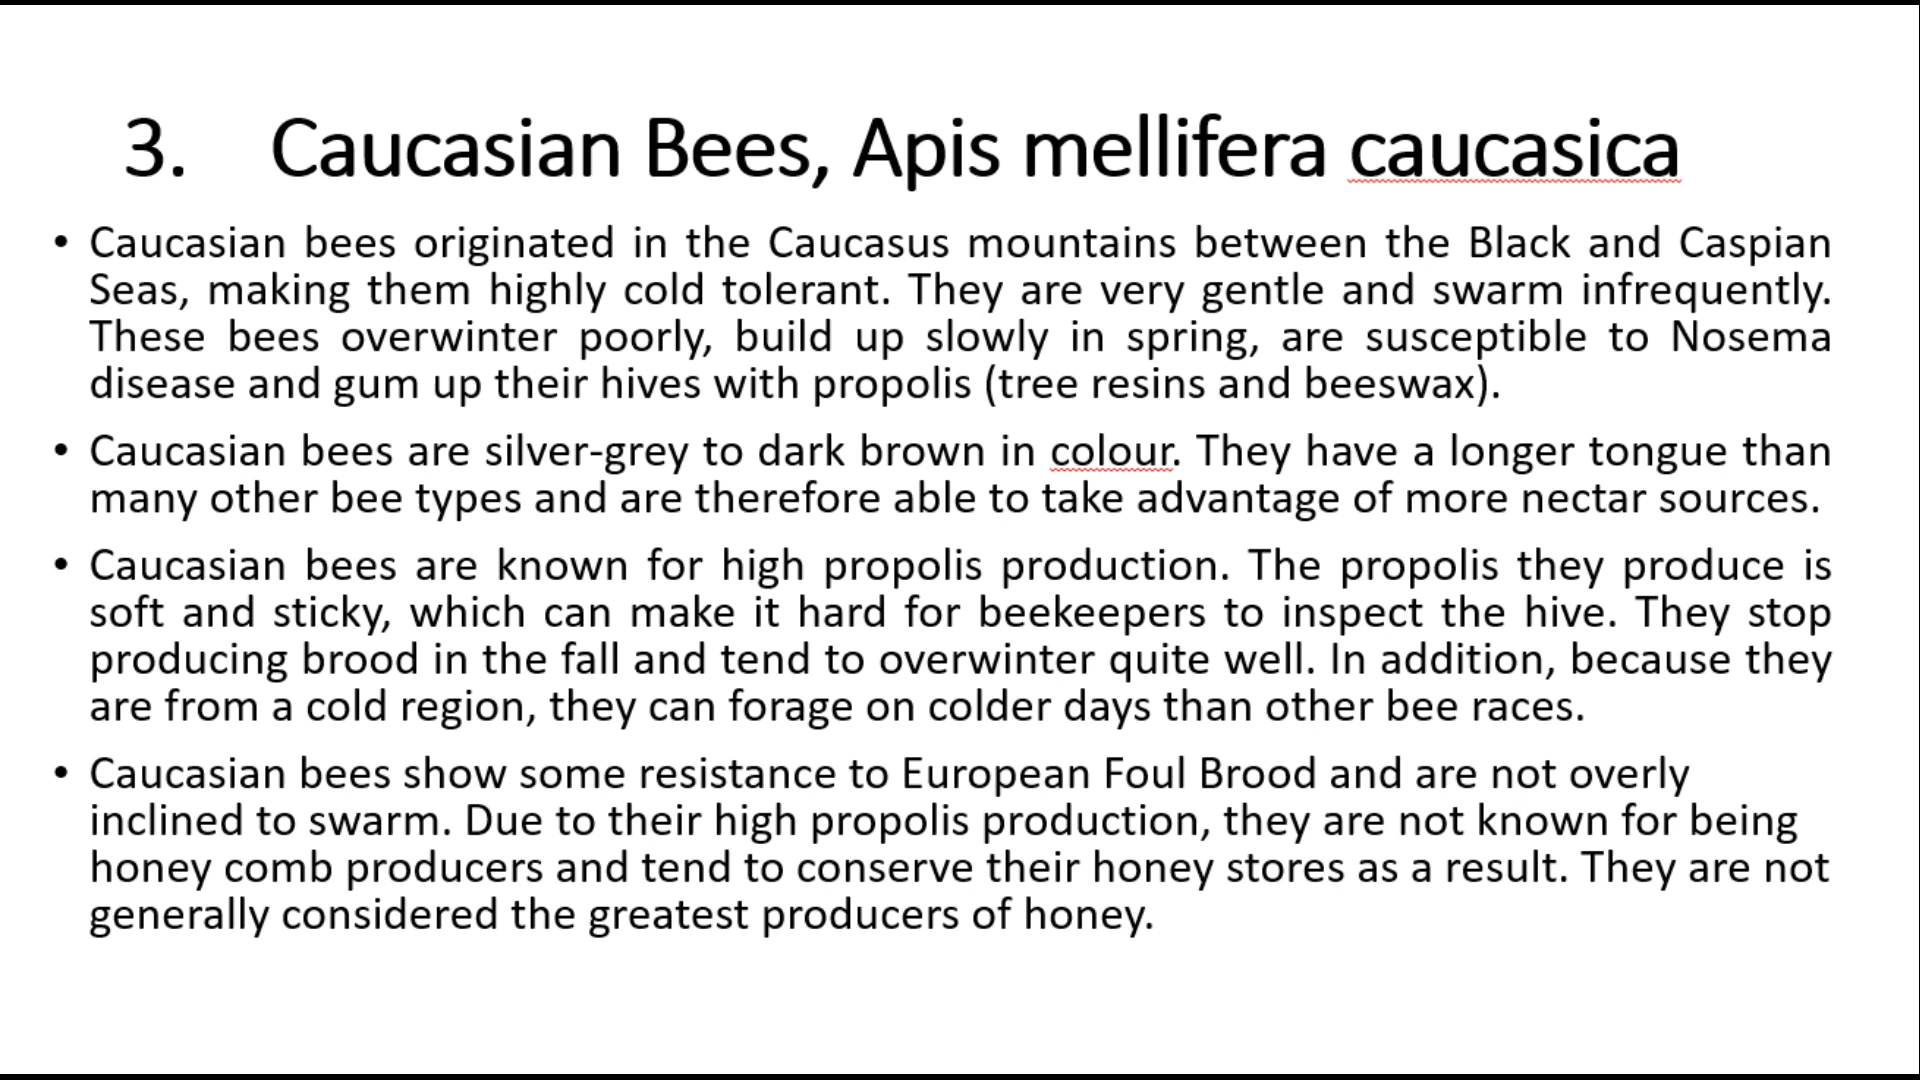 3. Caucasian Bees, Apis mellifera caucasica
• Caucasian bees originated in the Caucasus mountains between the Black and Caspian
Seas, making them highly cold tolerant. They are very gentle and swarm infrequently.
These bees overwinter poorly, build up slowly in spring, are susceptible to Nosema
disease and gum up their hives with propolis (tree resins and beeswax).
• Caucasian bees are silver-grey to dark brown in colour. They have a longer tongue than
many other bee types and are therefore able to take advantage of more nectar sources.
• Caucasian bees are known for high propolis production. The propolis they produce is
soft and sticky, which can make it hard for beekeepers to inspect the hive. They stop
producing brood in the fall and tend to overwinter quite well. In addition, because they
are from a cold region, they can forage on colder days than other bee races.
• Caucasian bees show some resistance to European Foul Brood and are not overly
inclined to swarm. Due to their high propolis production, they are not known for being
honey comb producers and tend to conserve their honey stores as a result. They are not
generally considered the greatest producers of honey.